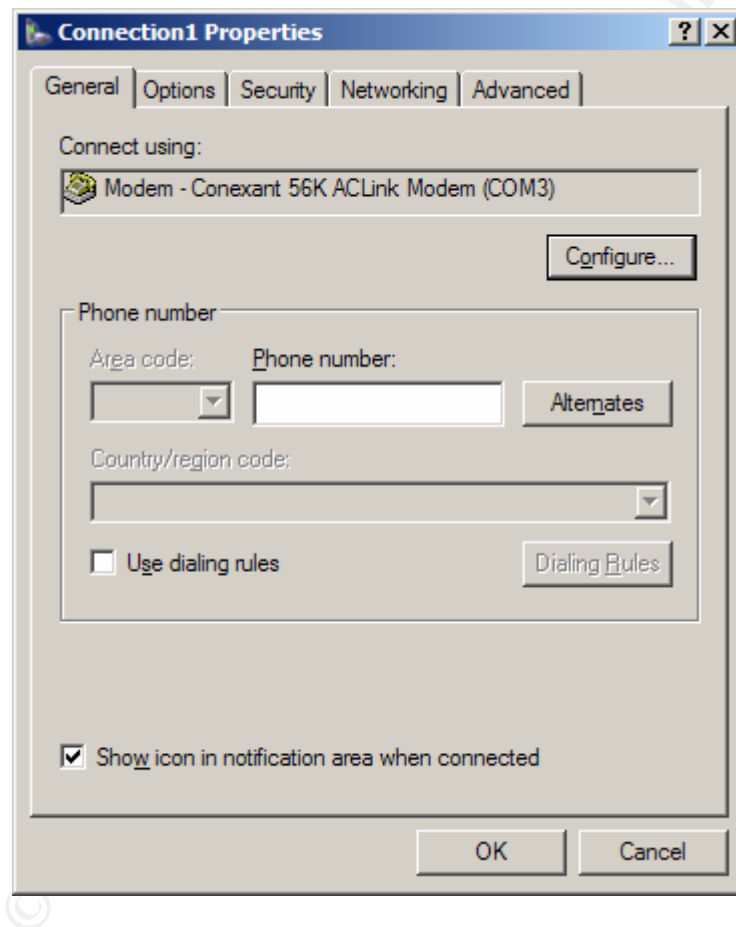 Connection1 Properties
General Options Security Networking Advanced
Connect using:
Modem - Conexant 56K ACLink Modem (COM3)
Configure...
Phone number
Area code: Phone number:
Alternates
Country/region code:
Use dialing rules Dialing Rules
Show icon in notification area when connected
OK Cancel
©